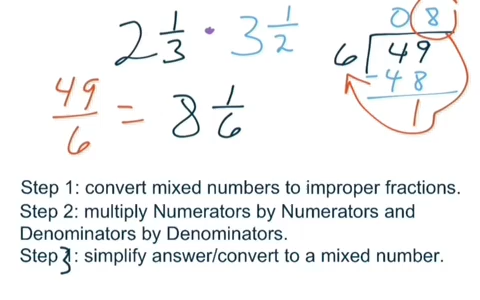 2 1/3 · 3 1/2
08
6 49
-48
1
49/6 = 8 1/6
Step 1: convert mixed numbers to improper fractions.
Step 2: multiply Numerators by Numerators and
Denominators by Denominators.
Step 3: simplify answer/convert to a mixed number.